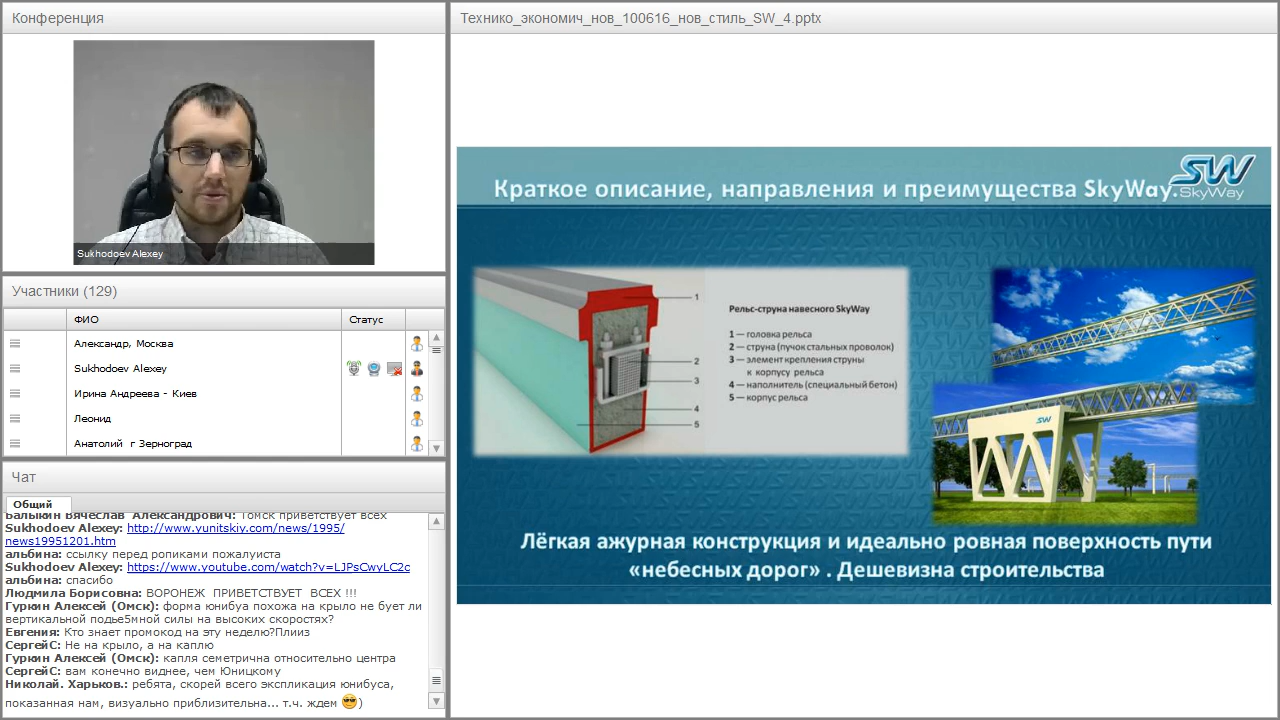 Конференция
Sukhodoev Alexey
Участники (129)
ФИО
Статус
Александр, Москва
Sukhodoev Alexey
Ирина Андреева - Киев
Леонид
Анатолий г Зерноград
Чат
Общий
Балыкин Вячеслав Александрович: Томск приветствует всех
Sukhodoev Alexey: http://www.yunitskiy.com/news/1995/
news19951201.htm
альбина: ссылку перед ропиками пожалуиста
Sukhodoev Alexey: https://www.youtube.com/watch?v=LJPsCwyLC2c
альбина: спасибо
Людмила Борисовна: ВОРОНЕЖ ПРИВЕТСТВУЕТ ВСЕХ !!!
Гуркин Алексей (Омск): форма юнибуа похожа на крыло не бует ли
вертикальной подье5мной силы на высоких скоростях?
Евгения: Кто знает промокод на эту неделю?Плииз
СергейС: Не на крыло, а на каплю
Гуркин Алексей (Омск): капля семетрична относительно центра
СергейС: вам конечно виднее, чем Юницкому
Николай. Харьков.: ребята, скорей всего экспликация юнибуса,
показанная нам, визуально приблизительна... т.ч. ждем )
Технико_экономич_нов_100616_нов_стиль_SW_4.pptx
Краткое описание, направления и преимущества SkyWay.
SW
SkyWay
1
2
3
4
5
Рельс-струна навесного SkyWay
1 — головка рельса
2 — струна (пучок стальных проволок)
3 — элемент крепления струны
к корпусу рельса
4 — наполнитель (специальный бетон)
5 — корпус рельса
SW
Лёгкая ажурная конструкция и идеально ровная поверхность пути
«небесных дорог» . Дешевизна строительства